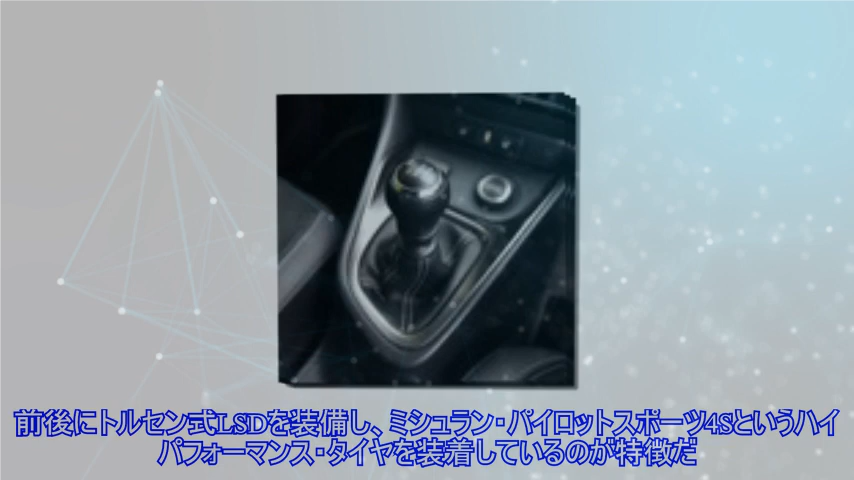 前後にトルセン式LSDを装備し、ミシュラン・パイロットスポーツ4Sというハイ
パフォーマンス・タイヤを装着しているのが特徴だ